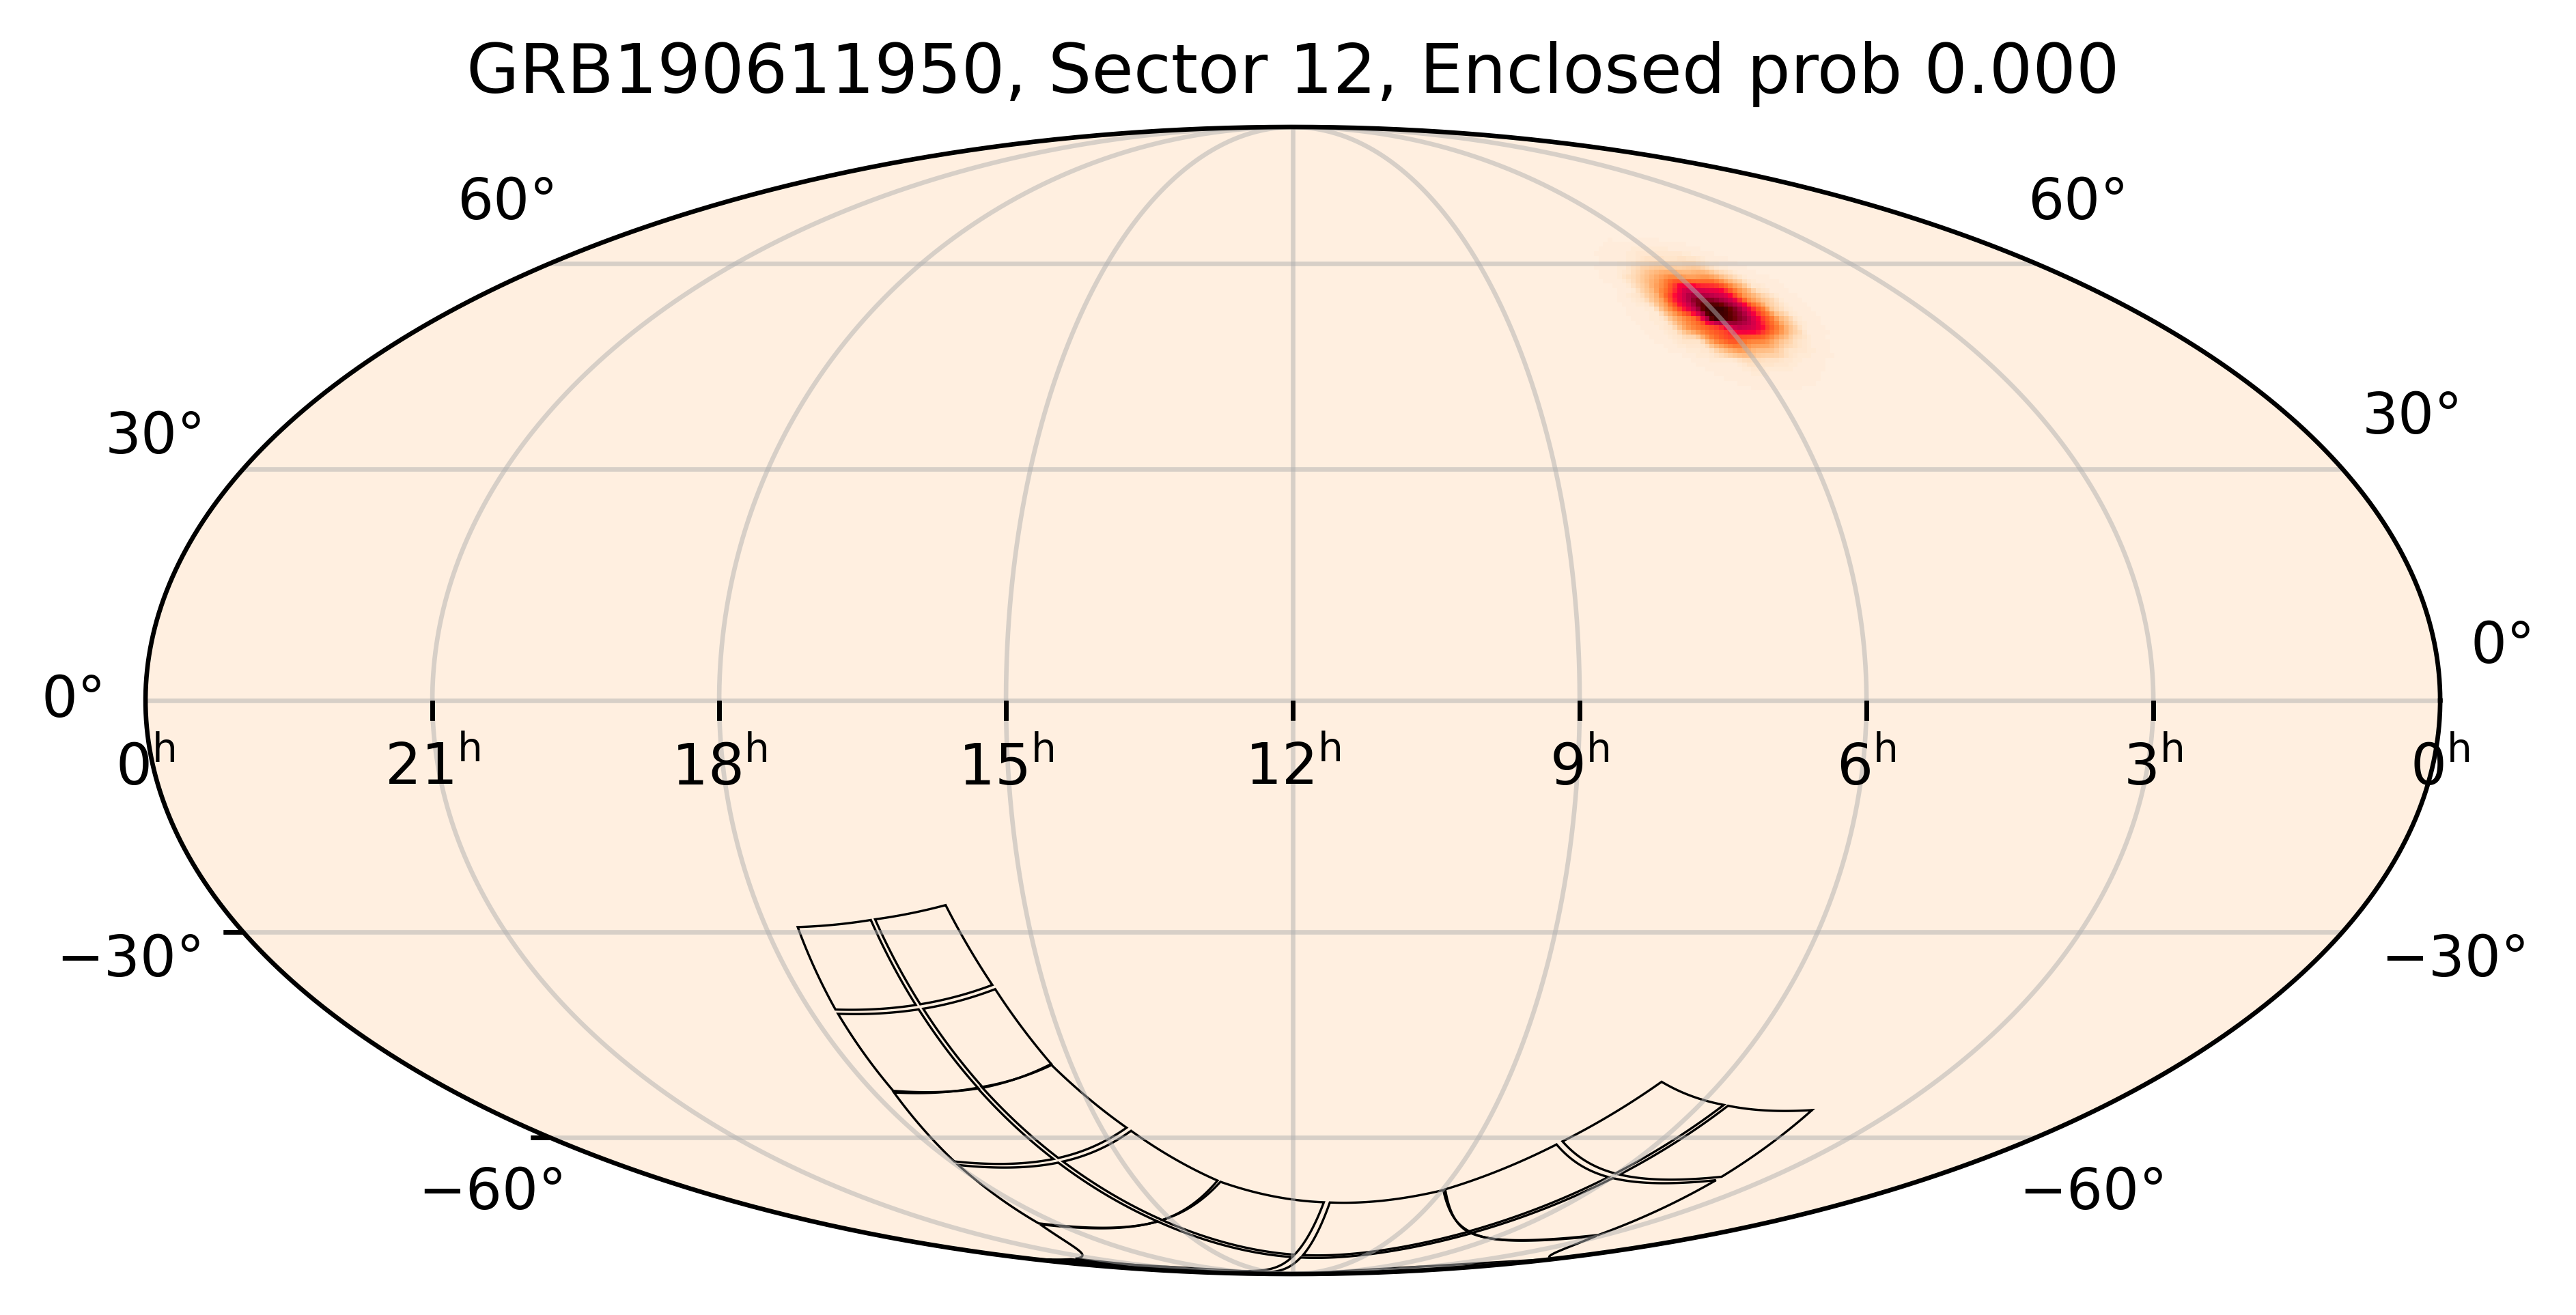 GRB190611950, Sector 12, Enclosed prob 0.000
60° 60°
30° 30°
0° 0°
0ʰ 21ʰ 18ʰ 15ʰ 12ʰ 9ʰ 6ʰ 3ʰ 0ʰ
−30° −30°
−60° −60°